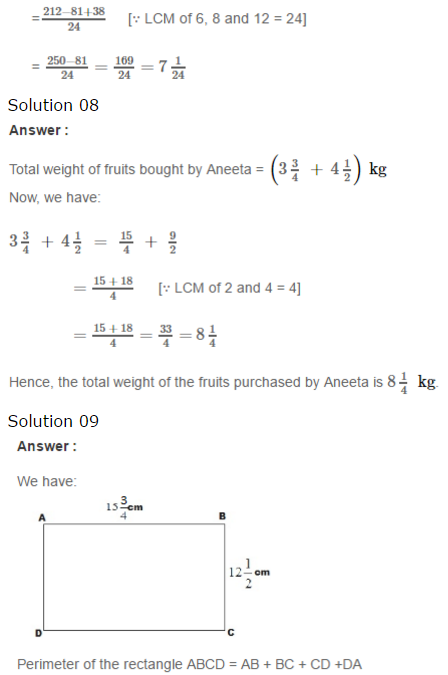 = \frac{212-81+38}{24} [∵ LCM of 6, 8 and 12 = 24]
= \frac{250-81}{24} = \frac{169}{24} = 7\frac{1}{24}
Solution 08
Answer :
Total weight of fruits bought by Aneeta = (3\frac{3}{4} + 4\frac{1}{2}) kg
Now, we have:
3\frac{3}{4} + 4\frac{1}{2} = \frac{15}{4} + \frac{9}{2}
= \frac{15 + 18}{4} [∵ LCM of 2 and 4 = 4]
= \frac{15 + 18}{4} = \frac{33}{4} = 8\frac{1}{4}
Hence, the total weight of the fruits purchased by Aneeta is 8\frac{1}{4} kg.
Solution 09
Answer :
We have:
15\frac{3}{4}cm
A B
12\frac{1}{2}cm
D C
Perimeter of the rectangle ABCD = AB + BC + CD +DA